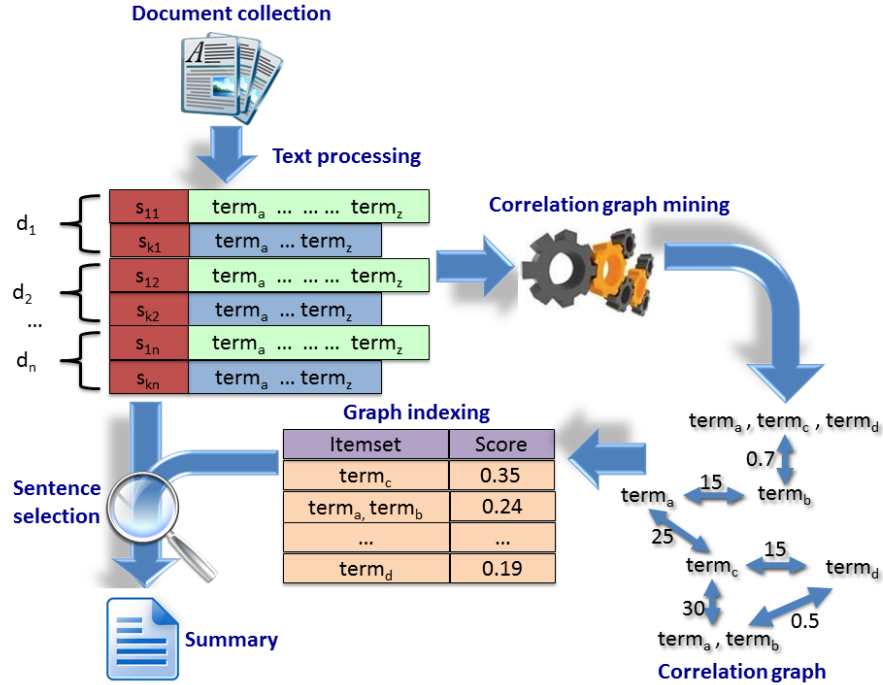 Document collection
Text processing
d1
s11 terma ... ... ... termz
sk1 terma ... termz
d2
s12 terma ... ... ... termz
sk2 terma ... termz
...
dn
s1n terma ... ... ... termz
skn terma ... termz
Correlation graph mining
Graph indexing
Itemset Score
termc 0.35
terma, termb 0.24
... ...
termd 0.19
terma , termc , termd
0.7
terma 15 termb
25
termc 15 termd
30
0.5
terma , termb
Correlation graph
Sentence
selection
Summary